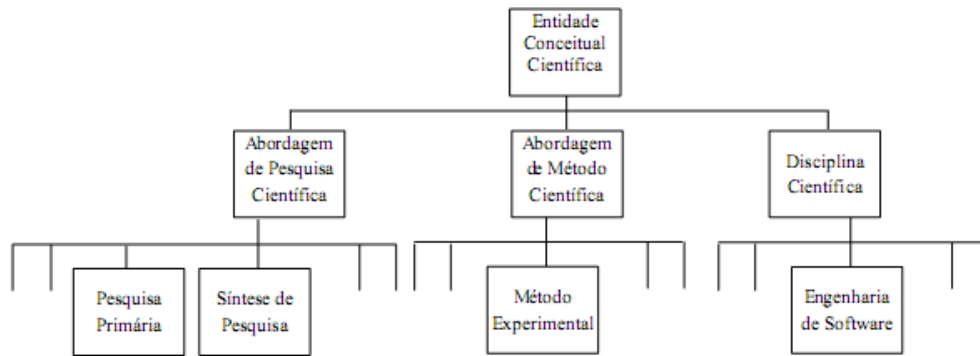 Entidade
Conceitual
Científica
Abordagem
de Pesquisa
Científica
Abordagem
de Método
Científica
Disciplina
Científica
Pesquisa
Primária
Síntese de
Pesquisa
Método
Experimental
Engenharia
de Software